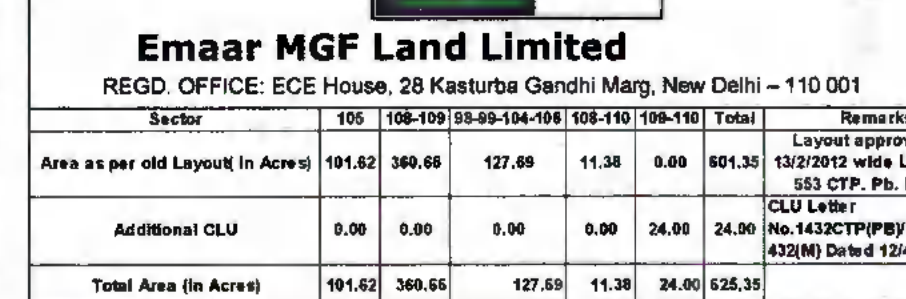 Emaar MGF Land Limited
REGD. OFFICE: ECE House, 28 Kasturba Gandhi Marg, New Delhi – 110 001
Sector 105 108-109 98-99-104-106 108-110 109-110 Total Remarks
Area as per old Layout( In Acres) 101.62 360.66 127.69 11.38 0.00 601.35 Layout approv
13/2/2012 wide L
553 CTP. Pb.
Additional CLU 0.00 0.00 0.00 0.00 24.00 24.00 CLU Letter
No.1432CTP(PB)/
432(M) Dated 12/4
Total Area (In Acres) 101.62 360.66 127.69 11.38 24.00 625.35